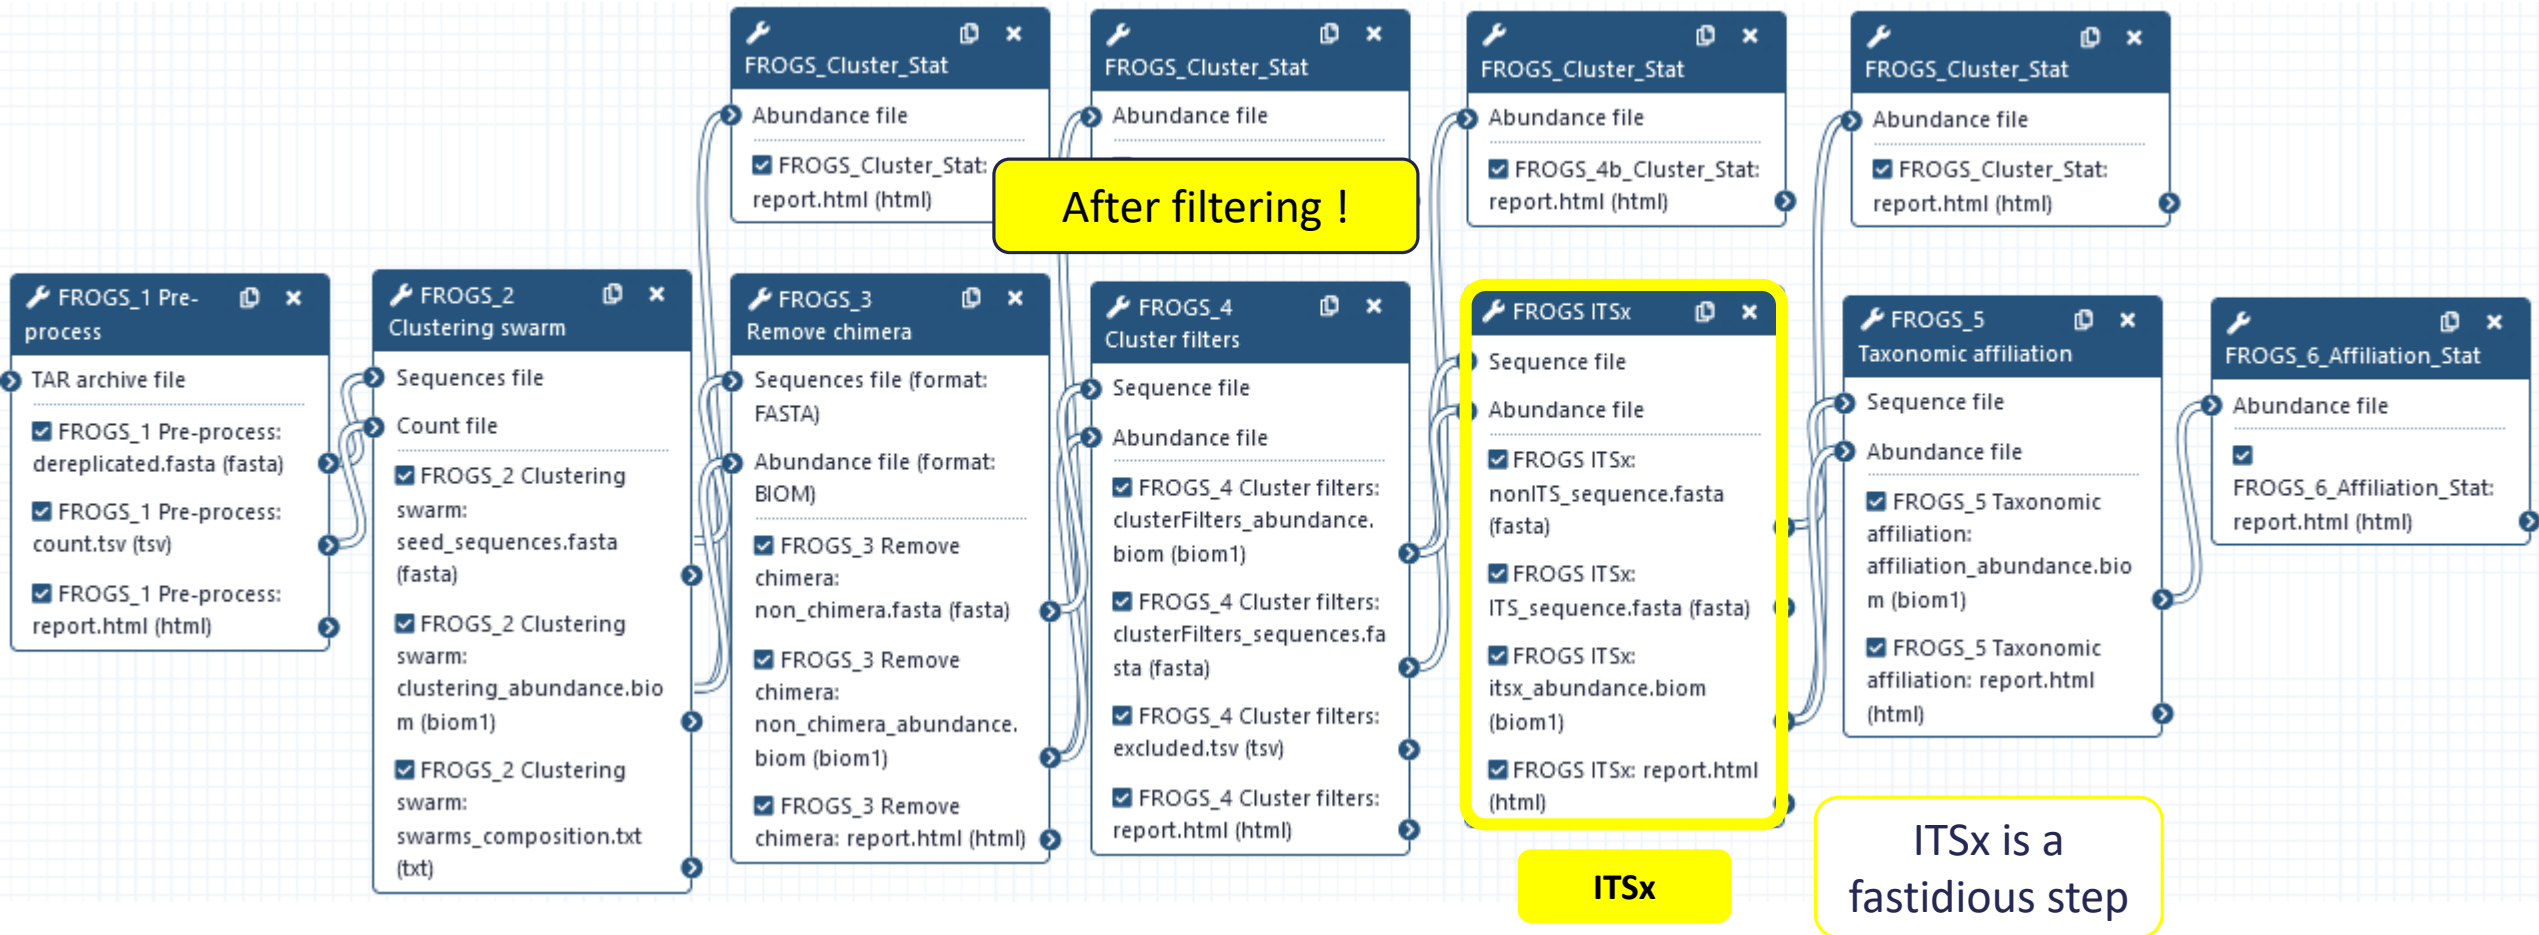 FROGS_Cluster_Stat
Abundance file
FROGS_Cluster_Stat:
report.html (html)
FROGS_Cluster_Stat
Abundance file
After filtering !
FROGS_Cluster_Stat
Abundance file
FROGS_4b_Cluster_Stat:
report.html (html)
FROGS_Cluster_Stat
Abundance file
FROGS_Cluster_Stat:
report.html (html)
FROGS_1 Pre-
process
TAR archive file
FROGS_1 Pre-process:
dereplicated.fasta (fasta)
FROGS_1 Pre-process:
count.tsv (tsv)
FROGS_1 Pre-process:
report.html (html)
FROGS_2
Clustering swarm
Sequences file
Count file
FROGS_2 Clustering
swarm:
seed_sequences.fasta
(fasta)
FROGS_2 Clustering
swarm:
clustering_abundance.bio
m (biom1)
FROGS_2 Clustering
swarm:
swarms_composition.txt
(txt)
FROGS_3
Remove chimera
Sequences file (format:
FASTA)
Abundance file (format:
BIOM)
FROGS_3 Remove
chimera:
non_chimera.fasta (fasta)
FROGS_3 Remove
chimera:
non_chimera_abundance.
biom (biom1)
FROGS_3 Remove
chimera: report.html (html)
FROGS_4
Cluster filters
Sequence file
Abundance file
FROGS_4 Cluster filters:
clusterFilters_abundance.
biom (biom1)
FROGS_4 Cluster filters:
clusterFilters_sequences.fa
sta (fasta)
FROGS_4 Cluster filters:
excluded.tsv (tsv)
FROGS_4 Cluster filters:
report.html (html)
FROGS ITSx
Sequence file
Abundance file
FROGS ITSx:
nonITS_sequence.fasta
(fasta)
FROGS ITSx:
ITS_sequence.fasta (fasta)
FROGS ITSx:
itsx_abundance.biom
(biom1)
FROGS ITSx: report.html
(html)
ITSx
FROGS_5
Taxonomic affiliation
Sequence file
Abundance file
FROGS_5 Taxonomic
affiliation:
affiliation_abundance.bio
m (biom1)
FROGS_5 Taxonomic
affiliation: report.html
(html)
ITSx is a
fastidious step
FROGS_6_Affiliation_Stat
Abundance file
FROGS_6_Affiliation_Stat:
report.html (html)